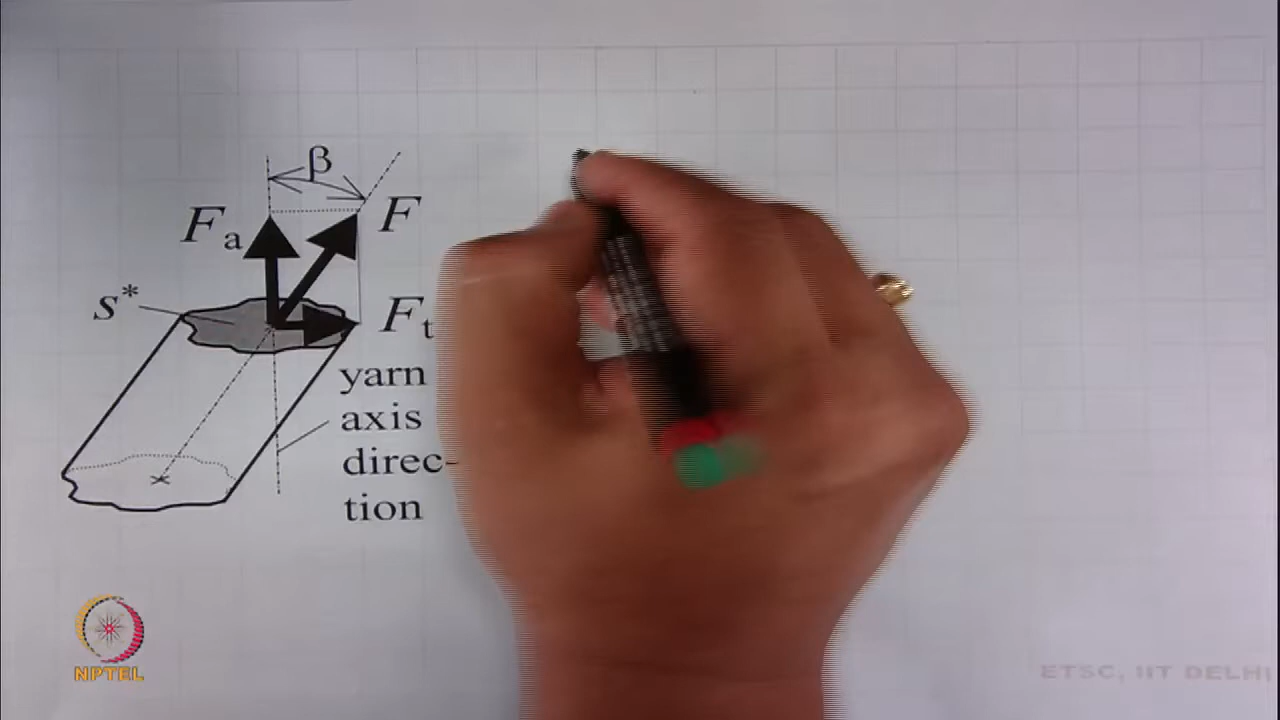 β
Fa
F
s*
Ft
yarn
axis
direc-
tion
NPTEL
ETSC, IIT DELHI